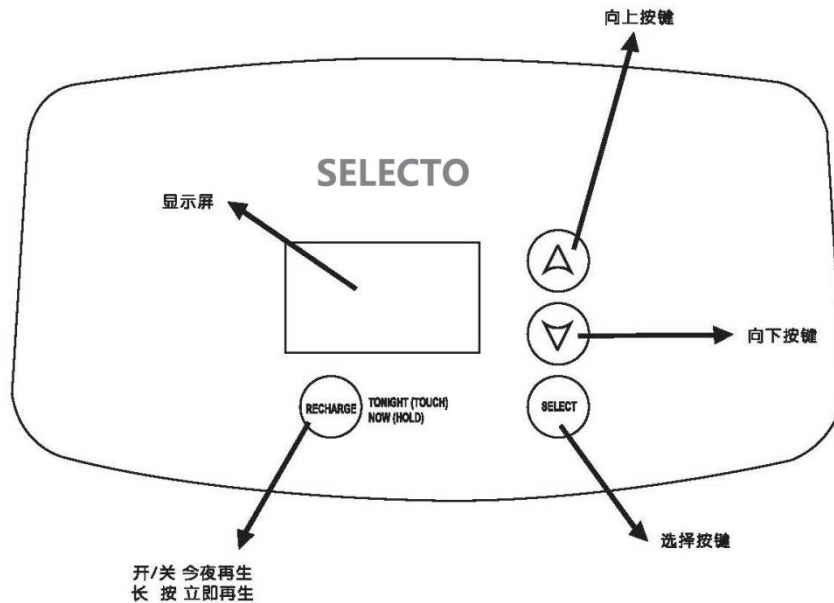 向上按键
SELECTO
显示屏
向下按键
RECHARGE
TONIGHT (TOUCH)
NOW (HOLD)
SELECT
选择按键
开/关 今夜再生
长 按 立即再生